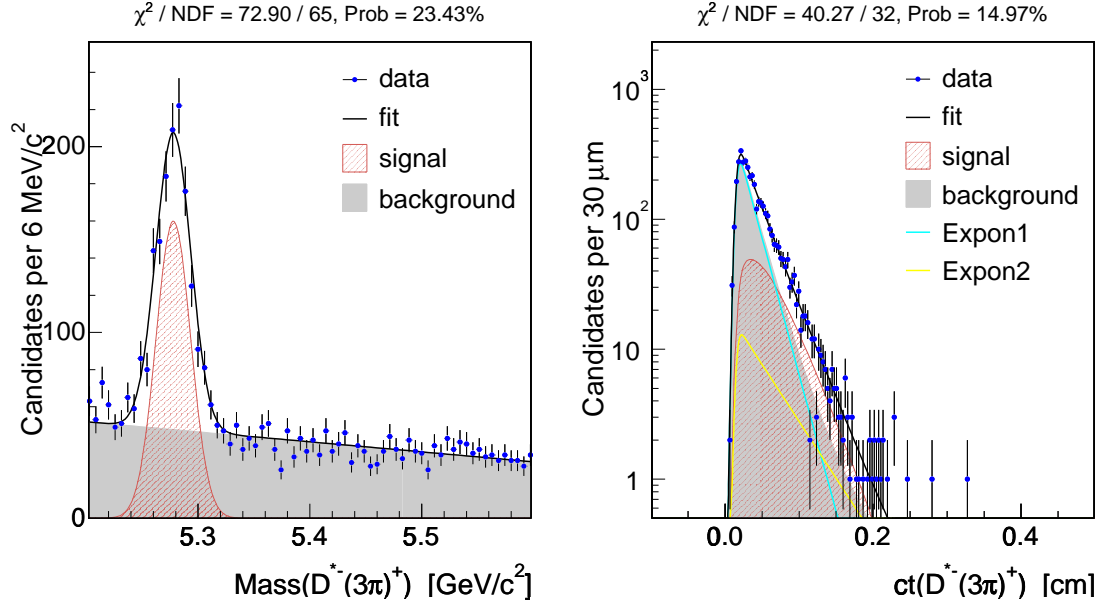 χ² / NDF = 72.90 / 65, Prob = 23.43%
Candidates per 6 MeV/c²
200
100
0
data
fit
signal
background
5.3
5.4
5.5
Mass(D*⁻(3π)⁺) [GeV/c²]
χ² / NDF = 40.27 / 32, Prob = 14.97%
Candidates per 30 μm
10³
10²
10
1
data
fit
signal
background
Expon1
Expon2
0.0
0.2
0.4
ct(D*⁻(3π)⁺) [cm]